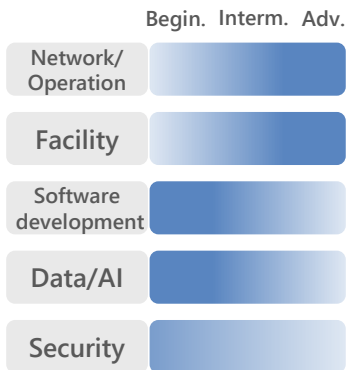 Begin. Interm. Adv.
Network/
Operation
Facility
Software
development
Data/AI
Security